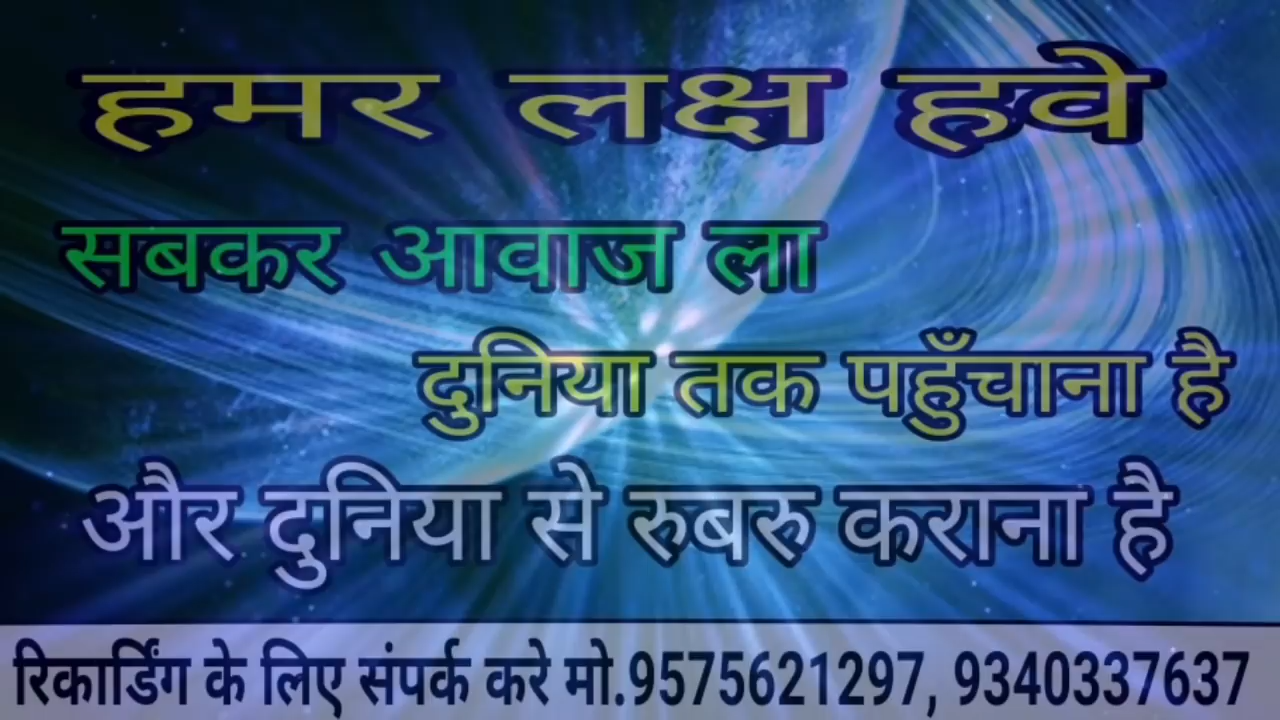 हमर लक्ष हवे
सबकर आवाज ला
दुनिया तक पहुँचाना है
और दुनिया से रुबरु कराना है
रिकार्डिंग के लिए संपर्क करे मो.9575621297, 9340337637